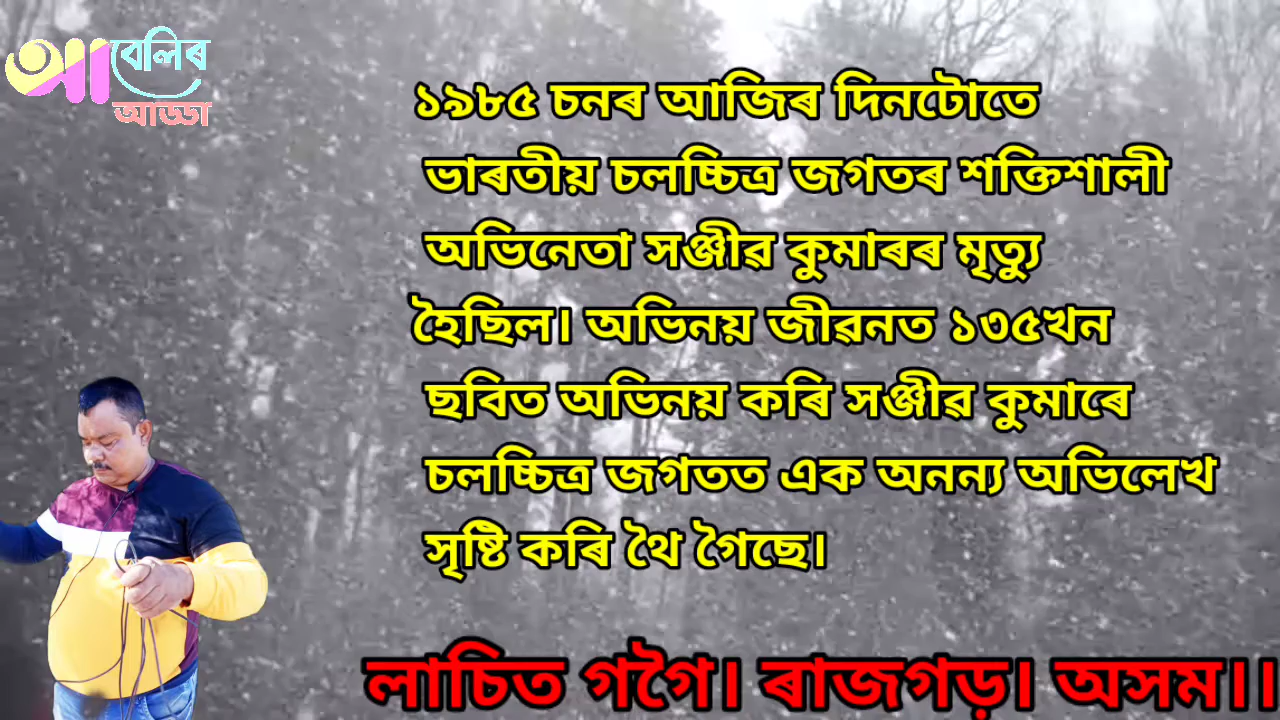 আবেলিৰ
আড্ডা
১৯৮৫ চনৰ আজিৰ দিনটোতে
ভাৰতীয় চলচ্চিত্ৰ জগতৰ শক্তিশালী
অভিনেতা সঞ্জীৱ কুমাৰৰ মৃত্যু
হৈছিল। অভিনয় জীৱনত ১৩৫খন
ছবিত অভিনয় কৰি সঞ্জীৱ কুমাৰে
চলচ্চিত্ৰ জগতত এক অনন্য অভিলেখ
সৃষ্টি কৰি থৈ গৈছে।
লাচিত গগৈ। ৰাজগড়। অসম।।